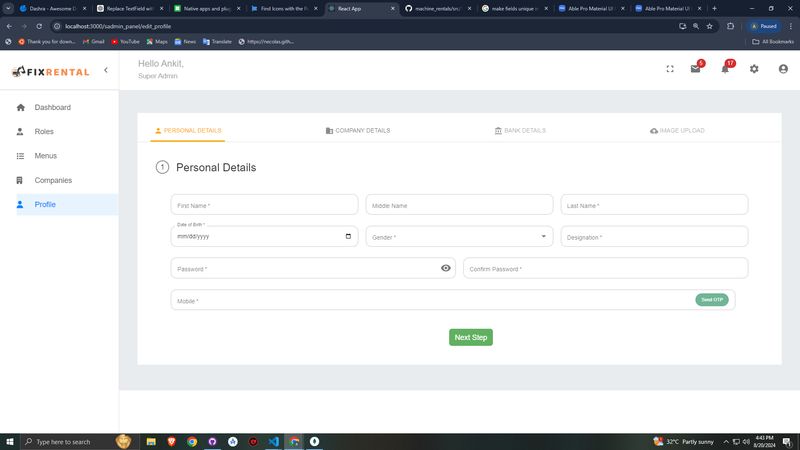 Dashra - Awesome D
Replace TextField with
Native apps and plug
Find Icons with the Pe
React App
machine_rentals/src/
make fields unique in
Able Pro Material UI
Able Pro Material UI
localhost:3000/sadmin_panel/edit_profile
Paused
Thank you for down...
Gmail
YouTube
Maps
News
Translate
https://necolas.gith...
All Bookmarks
FIXRENTAL
Hello Ankit,
Super Admin
5
17
Dashboard
Roles
Menus
Companies
Profile
PERSONAL DETAILS
COMPANY DETAILS
BANK DETAILS
IMAGE UPLOAD
1 Personal Details
First Name *
Middle Name
Last Name *
Date of Birth *
mm/dd/yyyy
Gender *
Designation *
Password *
Confirm Password *
Mobile *
Send OTP
Next Step
Type here to search
32°C Partly sunny
4:43 PM
8/20/2024